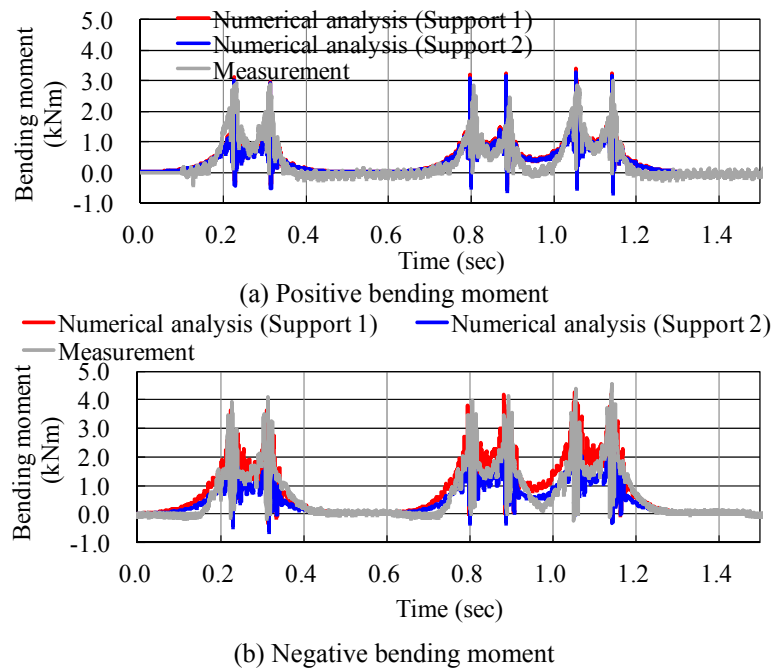 Numerical analysis (Support 1)
Numerical analysis (Support 2)
Measurement
Bending moment
(kNm)
5.0
4.0
3.0
2.0
1.0
0.0
-1.0
0.0 0.2 0.4 0.6 0.8 1.0 1.2 1.4
Time (sec)
(a) Positive bending moment
Numerical analysis (Support 1) Numerical analysis (Support 2)
Measurement
Bending moment
(kNm)
5.0
4.0
3.0
2.0
1.0
0.0
-1.0
0.0 0.2 0.4 0.6 0.8 1.0 1.2 1.4
Time (sec)
(b) Negative bending moment